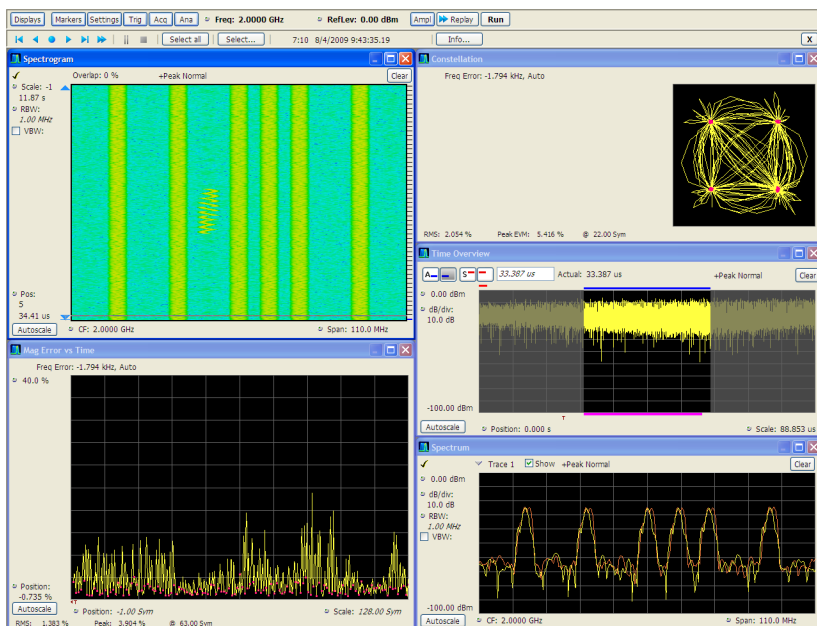 Displays Markers Settings Trig Acq Ana Freq: 2.0000 GHz RefLev: 0.00 dBm Ampl Replay Run
Select all Select... 7:10 8/4/2009 9:43:35.19 Info... X
Spectrogram
Overlap: 0 % +Peak Normal Clear
Scale: -1
11.87 s
RBW:
1.00 MHz
VBW:
Pos:
5
34.41 us
Autoscale CF: 2.0000 GHz Span: 110.0 MHz
Constellation
Freq Error: -1.794 kHz, Auto
RMS: 2.054 % Peak EVM: 5.416 % @ 22.00 Sym
Time Overview
A S 33.387 us Actual: 33.387 us +Peak Normal Clear
0.00 dBm
dB/div:
10.0 dB
-100.00 dBm
T
Autoscale Position: 0.000 s Scale: 88.853 us
Mag Error vs Time
Freq Error: -1.794 kHz, Auto
40.0 %
Position:
-0.735 %
T
Autoscale Position: -1.00 Sym Scale: 128.00 Sym
RMS: 1.383 % Peak: 3.904 % @ 63.00 Sym
Spectrum
Trace 1 Show +Peak Normal Clear
0.00 dBm
dB/div:
10.0 dB
RBW:
1.00 MHz
VBW:
-100.00 dBm
Autoscale CF: 2.0000 GHz Span: 110.0 MHz